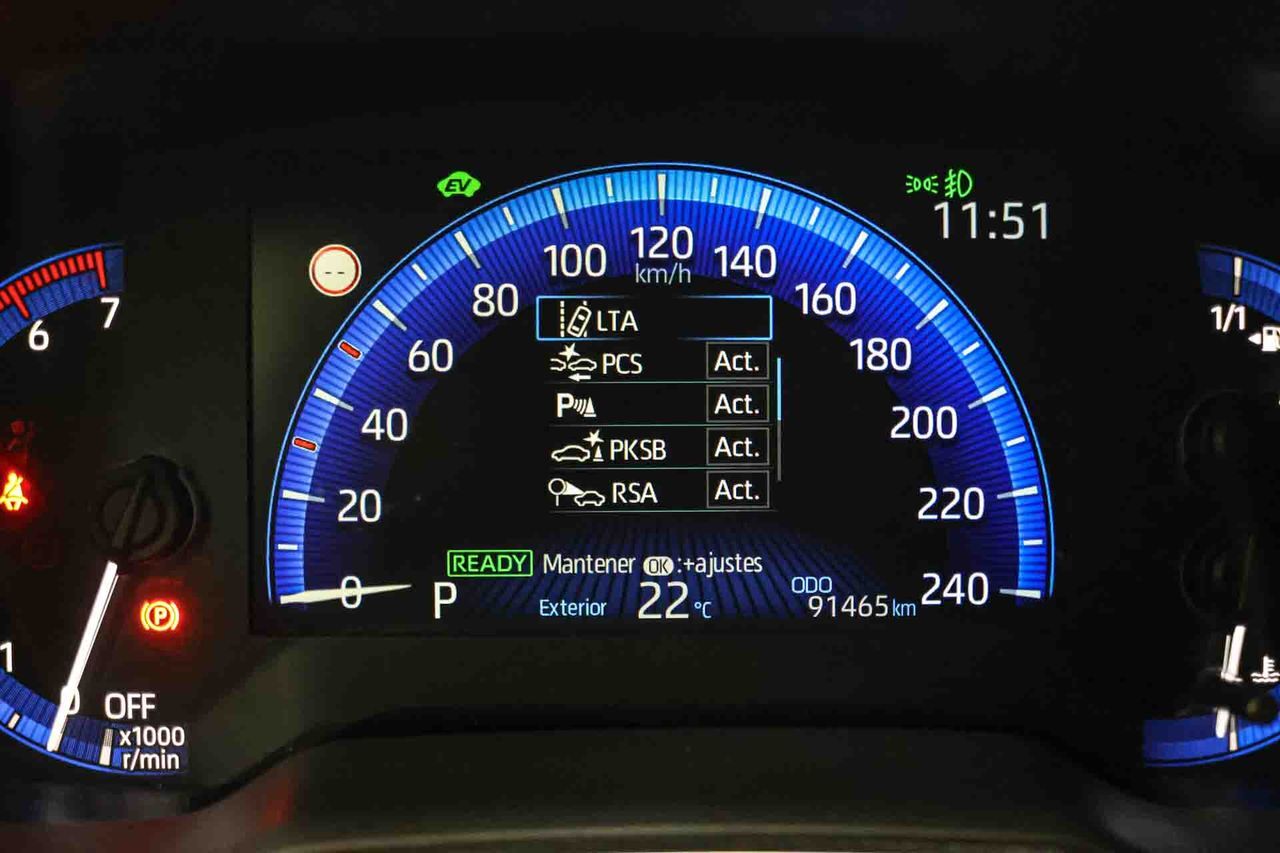 EV
11:51
--
100
120
140
km/h
80
160
60
180
40
200
20
220
0
240
LTA
PCS Act.
P Act.
PKSB Act.
RSA Act.
READY Mantener OK:+ajustes
P
Exterior 22°C
ODO
91465 km
6
7
1
0
OFF
x1000
r/min
P
1/1